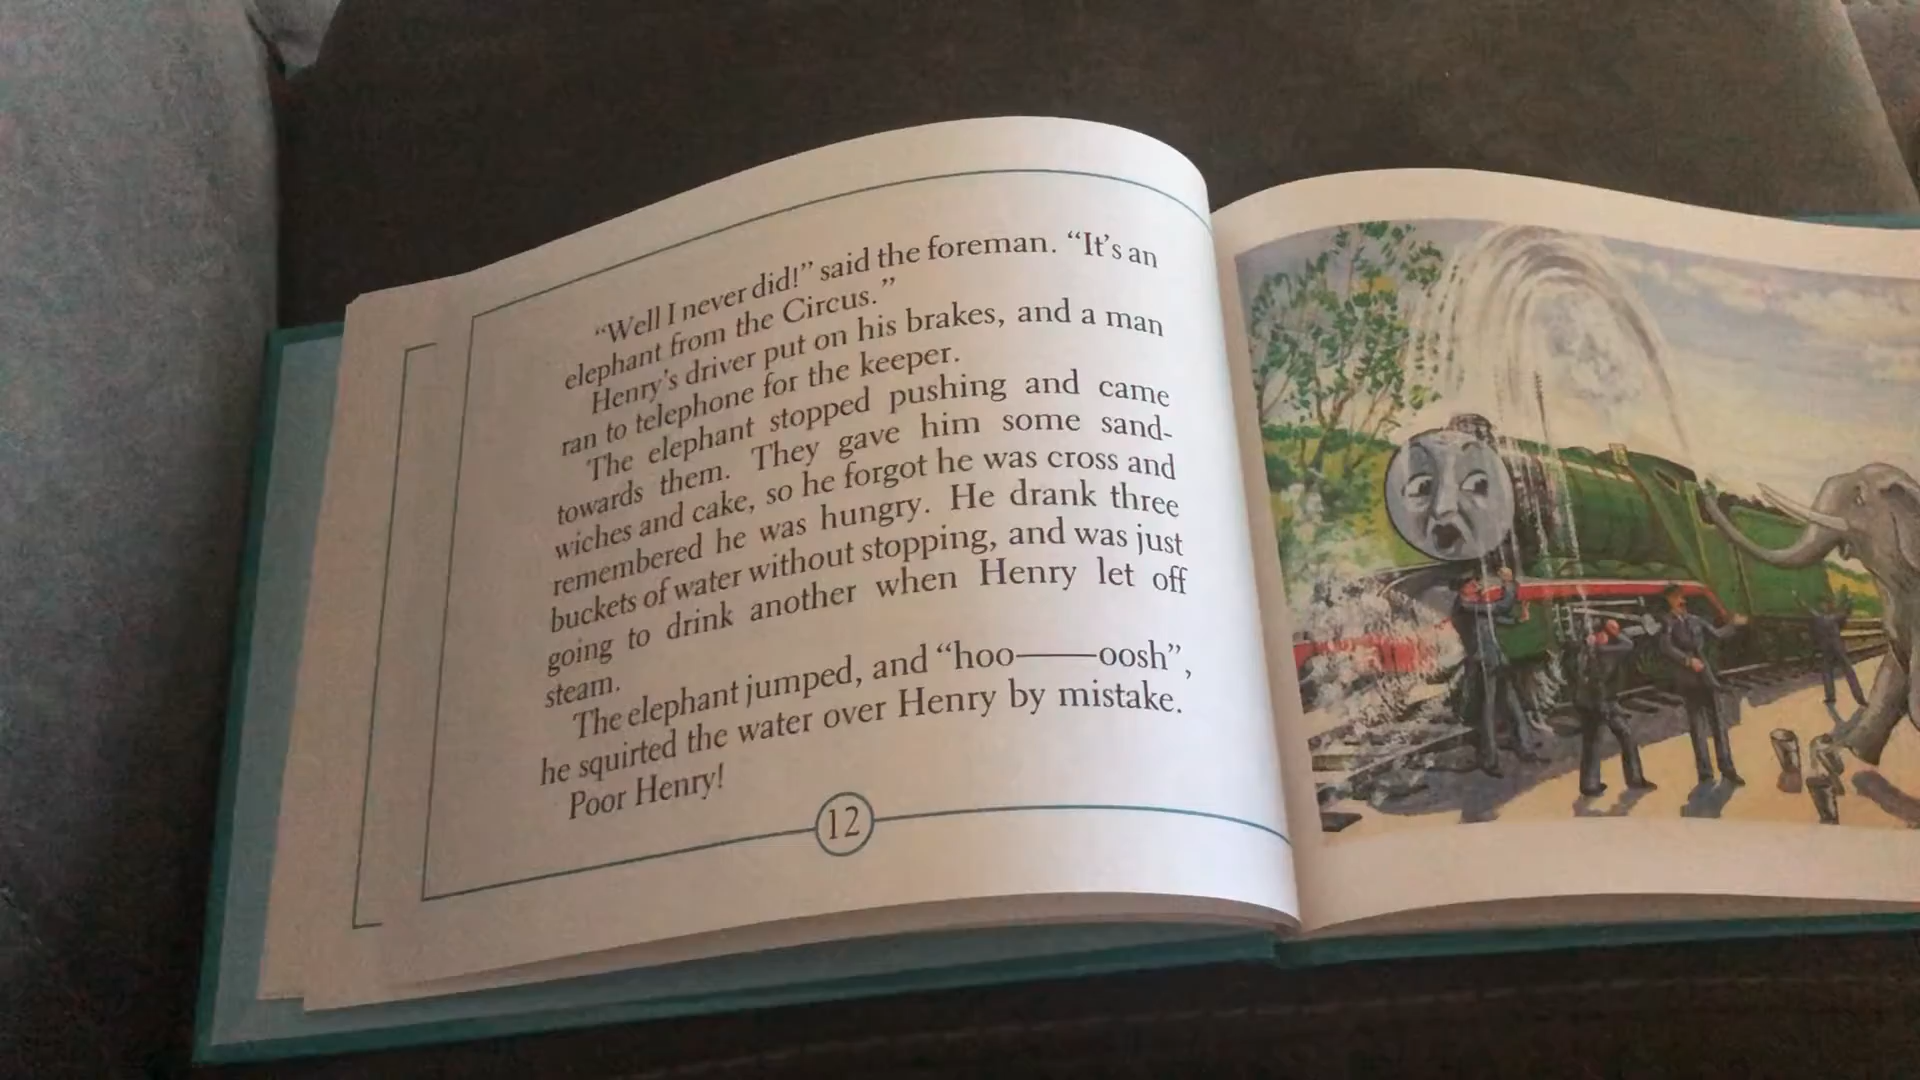 “Well I never did!” said the foreman. “It’s an
elephant from the Circus.”
Henry’s driver put on his brakes, and a man
ran to telephone for the keeper.
The elephant stopped pushing and came
towards them. They gave him some sand-
wiches and cake, so he forgot he was cross and
remembered he was hungry. He drank three
buckets of water without stopping, and was just
going to drink another when Henry let off
steam.
The elephant jumped, and “hoo——oosh”,
he squirted the water over Henry by mistake.
Poor Henry!
12